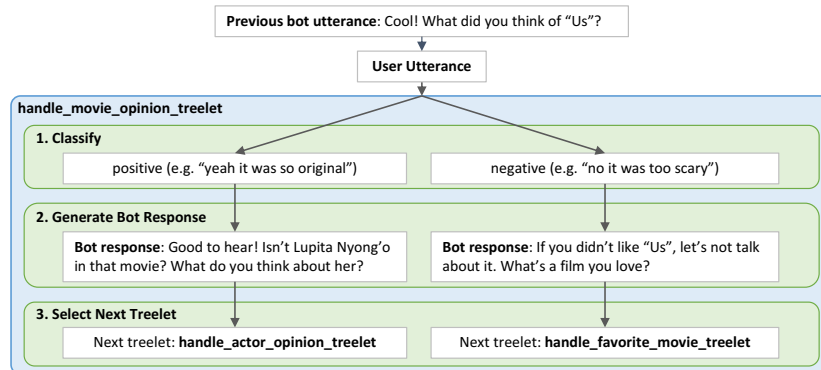 Previous bot utterance: Cool! What did you think of “Us”?
User Utterance
handle_movie_opinion_treelet
1. Classify
positive (e.g. “yeah it was so original”)
negative (e.g. “no it was too scary”)
2. Generate Bot Response
Bot response: Good to hear! Isn’t Lupita Nyong’o
in that movie? What do you think about her?
Bot response: If you didn’t like “Us”, let’s not talk
about it. What’s a film you love?
3. Select Next Treelet
Next treelet: handle_actor_opinion_treelet
Next treelet: handle_favorite_movie_treelet